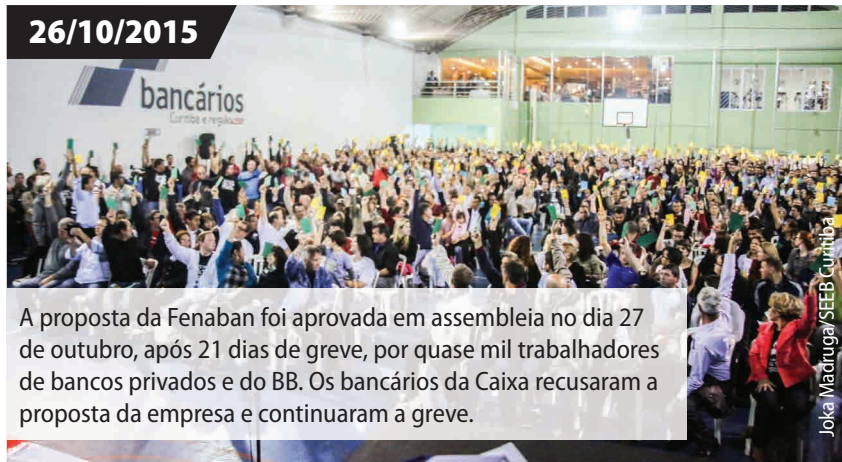 26/10/2015
bancários
Curitiba e região
A proposta da Fenaban foi aprovada em assembleia no dia 27
de outubro, após 21 dias de greve, por quase mil trabalhadores
de bancos privados e do BB. Os bancários da Caixa recusaram a
proposta da empresa e continuaram a greve.
Joka Madruga/SEEB Curitiba